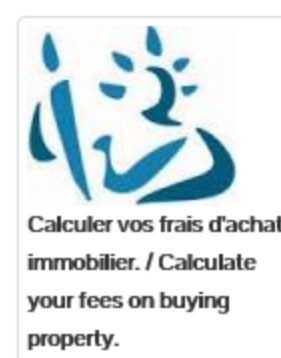 Calculer vos frais d'achat
immobilier. / Calculate
your fees on buying
property.